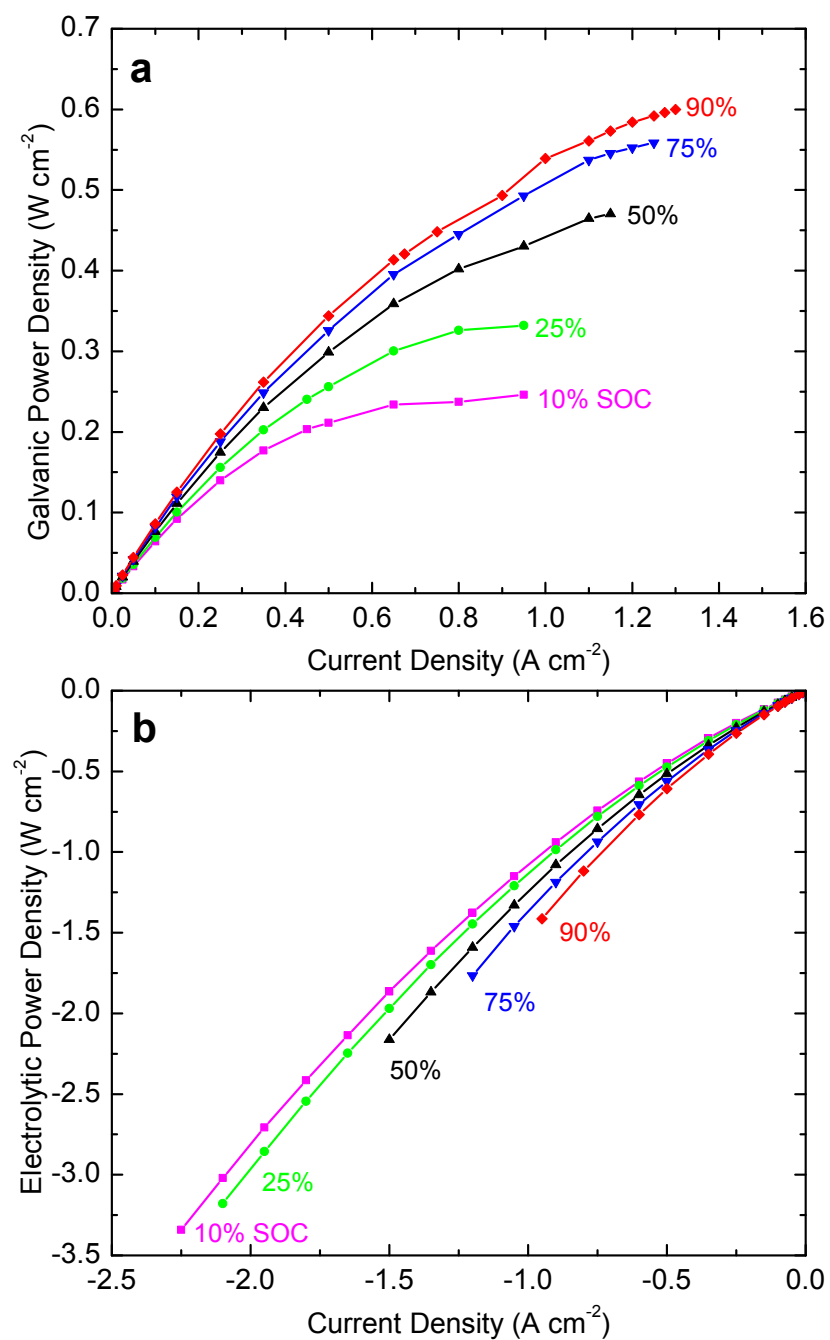 a
0.7
0.6
0.5
0.4
0.3
0.2
0.1
0.0
Galvanic Power Density (W cm⁻²)
90%
75%
50%
25%
10% SOC
0.0 0.2 0.4 0.6 0.8 1.0 1.2 1.4 1.6
Current Density (A cm⁻²)
b
0.0
-0.5
-1.0
-1.5
-2.0
-2.5
-3.0
-3.5
Electrolytic Power Density (W cm⁻²)
90%
75%
50%
25%
10% SOC
-2.5 -2.0 -1.5 -1.0 -0.5 0.0
Current Density (A cm⁻²)